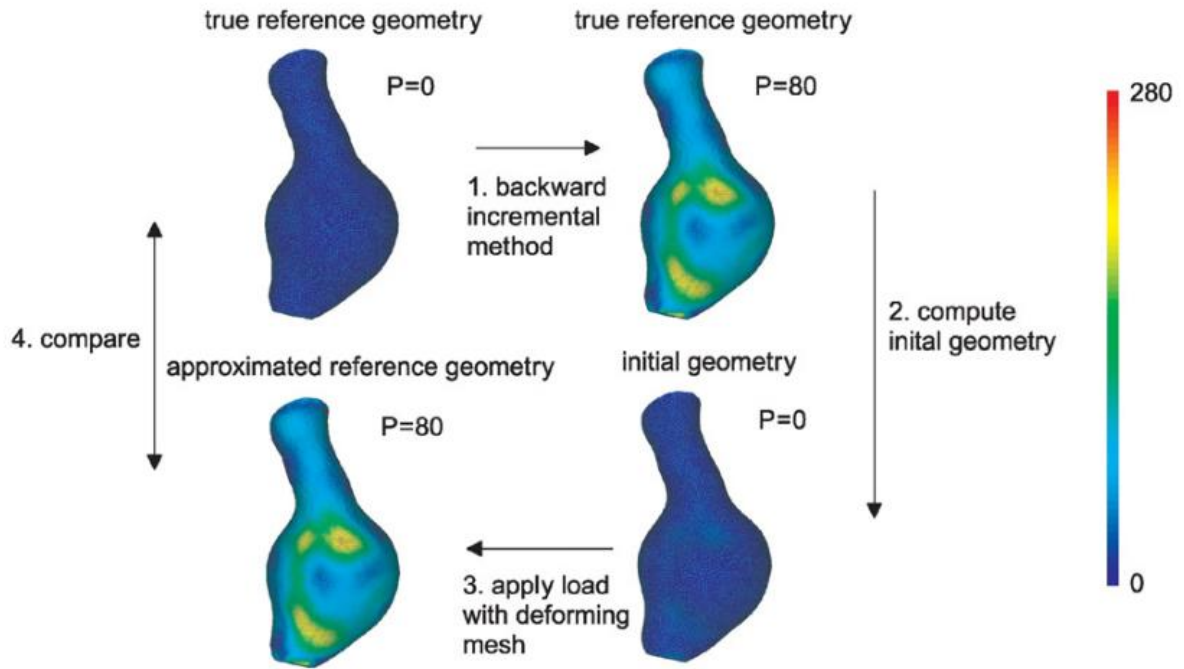 true reference geometry
true reference geometry
P=0
P=80
280
1. backward
incremental
method
2. compute
inital geometry
4. compare
approximated reference geometry
initial geometry
P=80
P=0
3. apply load
with deforming
mesh
0